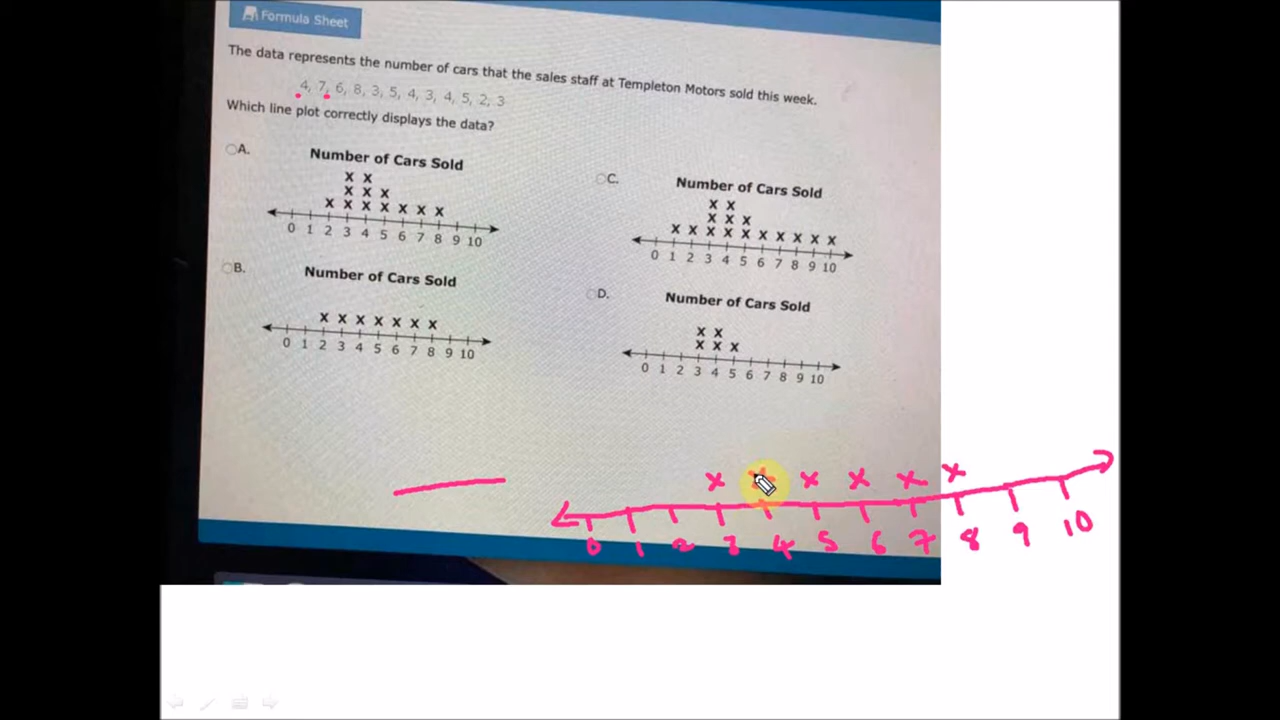 Formula Sheet
The data represents the number of cars that the sales staff at Templeton Motors sold this week.
4, 7, 6, 8, 3, 5, 4, 3, 4, 5, 2, 3
Which line plot correctly displays the data?
A.
Number of Cars Sold
X X
X X X
X X X X X X X
0 1 2 3 4 5 6 7 8 9 10
B.
Number of Cars Sold
X X X X X X X
0 1 2 3 4 5 6 7 8 9 10
C.
Number of Cars Sold
X X
X X X
X X X X X X X X X X
0 1 2 3 4 5 6 7 8 9 10
D.
Number of Cars Sold
X X
X X X
0 1 2 3 4 5 6 7 8 9 10
x x x x x x
0 1 2 3 4 5 6 7 8 9 10